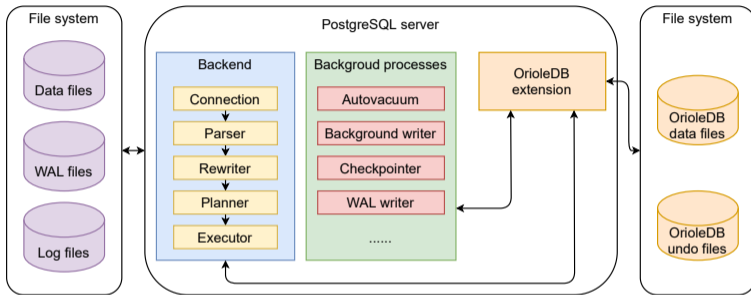 File system
Data files
WAL files
Log files
PostgreSQL server
Backend
Connection
Parser
Rewriter
Planner
Executor
Backgroud processes
Autovacuum
Background writer
Checkpointer
WAL writer
......
OrioleDB
extension
File system
OrioleDB
data files
OrioleDB
undo files